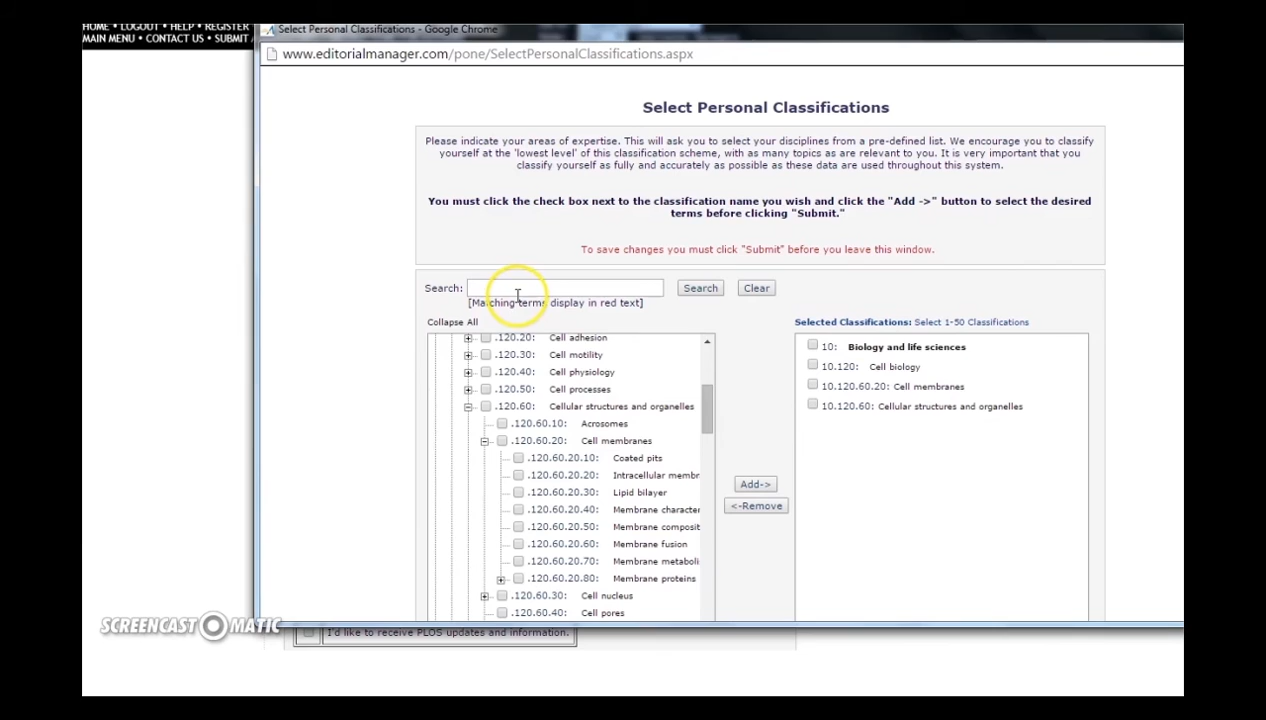 HOME • LOGOUT • HELP • REGISTER
MAIN MENU • CONTACT US • SUBMIT
Select Personal Classifications - Google Chrome
www.editorialmanager.com/pone/SelectPersonalClassifications.aspx
Select Personal Classifications
Please indicate your areas of expertise. This will ask you to select your disciplines from a pre-defined list. We encourage you to classify
yourself at the 'lowest level' of this classification scheme, with as many topics as are relevant to you. It is very important that you
classify yourself as fully and accurately as possible as these data are used throughout this system.
You must click the check box next to the classification name you wish and click the "Add ->" button to select the desired
terms before clicking "Submit."
To save changes you must click "Submit" before you leave this window.
Search: Search Clear
[Matching terms display in red text]
Collapse All
.120.20: Cell adhesion
.120.30: Cell motility
.120.40: Cell physiology
.120.50: Cell processes
.120.60: Cellular structures and organelles
.120.60.10: Acrosomes
.120.60.20: Cell membranes
.120.60.20.10: Coated pits
.120.60.20.20: Intracellular membr
.120.60.20.30: Lipid bilayer
.120.60.20.40: Membrane character
.120.60.20.50: Membrane composit
.120.60.20.60: Membrane fusion
.120.60.20.70: Membrane metaboli
.120.60.20.80: Membrane proteins
.120.60.30: Cell nucleus
.120.60.40: Cell pores
Add->
<-Remove
Selected Classifications: Select 1-50 Classifications
10: Biology and life sciences
10.120: Cell biology
10.120.60.20: Cell membranes
10.120.60: Cellular structures and organelles
I'd like to receive PLOS updates and information.
SCREENCAST MATIC